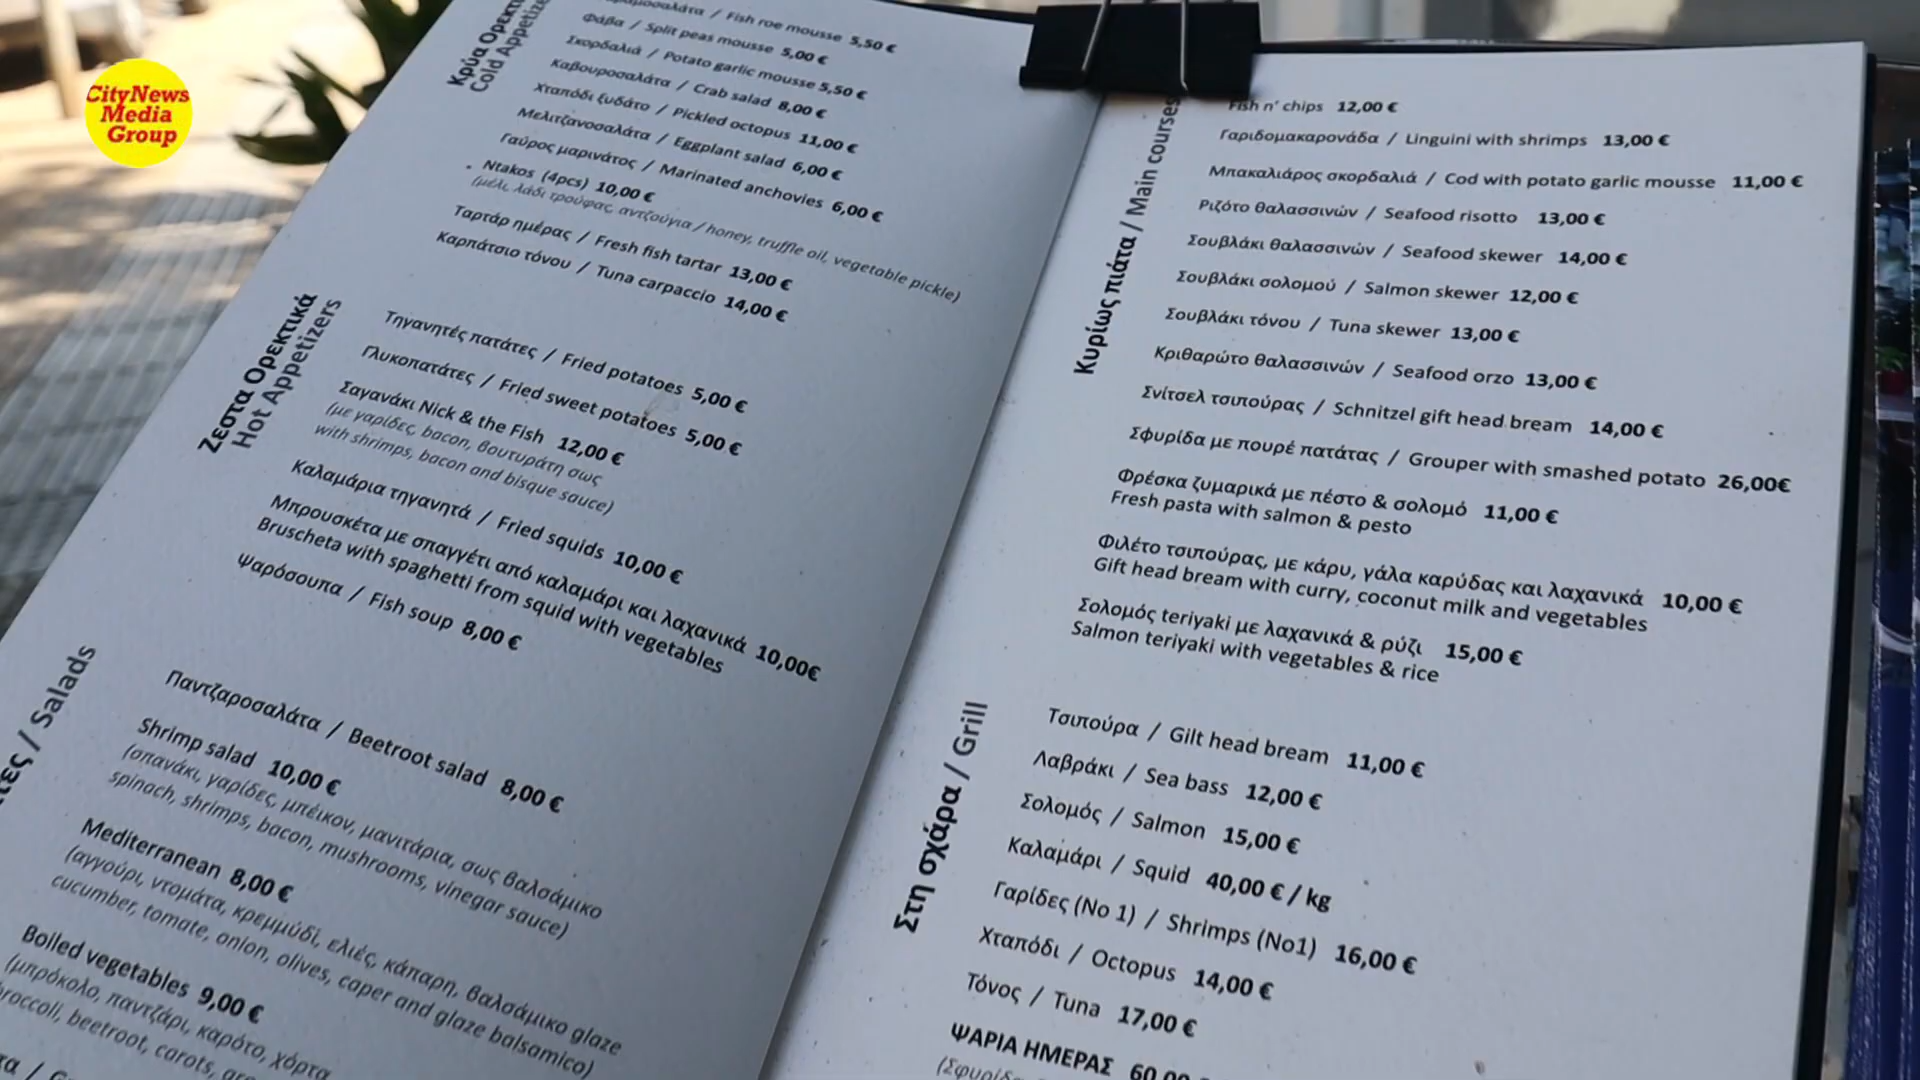 CityNews
Media
Group
Κρύα Ορεκτι
Cold Appetize
/ Fish roe mousse 5,50 €
Φάβα / Split peas mousse 5,00 €
Σκορδαλιά / Potato garlic mousse 5,50 €
Καβουροσαλάτα / Crab salad 8,00 €
Χταπόδι ξυδάτο / Pickled octopus 11,00 €
Μελιτζανοσαλάτα / Eggplant salad 6,00 €
Γαύρος μαρινάτος / Marinated anchovies 6,00 €
Ntakos (4pcs) 10,00 €
(μέλι, λάδι τρούφας, αντζούγια / honey, truffle oil, vegetable pickle)
Ταρτάρ ημέρας / Fresh fish tartar 13,00 €
Καρπάτσιο τόνου / Tuna carpaccio 14,00 €
Ζεστα Ορεκτικά
Hot Appetizers
Τηγανητές πατάτες / Fried potatoes 5,00 €
Γλυκοπατάτες / Fried sweet potatoes 5,00 €
Σαγανάκι Nick & the Fish 12,00 €
(με γαρίδες, bacon, βουτυράτη σως
with shrimps, bacon and bisque sauce)
Καλαμάρια τηγανητά / Fried squids 10,00 €
Μπρουσκέτα με σπαγγέτι από καλαμάρι και λαχανικά 10,00€
Bruscheta with spaghetti from squid with vegetables
Ψαρόσουπα / Fish soup 8,00 €
/ Salads
Παντζαροσαλάτα / Beetroot salad 8,00 €
Shrimp salad 10,00 €
(σπανάκι, γαρίδες, μπέικον, μανιτάρια, σως βαλσάμικο
spinach, shrimps, bacon, mushrooms, vinegar sauce)
Mediterranean 8,00 €
(αγγούρι, ντομάτα, κρεμμύδι, ελιές, κάπαρη, βαλσάμικο glaze
cucumber, tomate, onion, olives, caper and glaze balsamico)
Boiled vegetables 9,00 €
(μπρόκολο, παντζάρι, καρότο, χόρτα
broccoli, beetroot, carots,
Κυρίως πιάτα / Main courses
Fish n' chips 12,00 €
Γαριδομακαρονάδα / Linguini with shrimps 13,00 €
Μπακαλιάρος σκορδαλιά / Cod with potato garlic mousse 11,00 €
Ριζότο θαλασσινών / Seafood risotto 13,00 €
Σουβλάκι θαλασσινών / Seafood skewer 14,00 €
Σουβλάκι σολομού / Salmon skewer 12,00 €
Σουβλάκι τόνου / Tuna skewer 13,00 €
Κριθαρώτο θαλασσινών / Seafood orzo 13,00 €
Σνίτσελ τσιπούρας / Schnitzel gift head bream 14,00 €
Σφυρίδα με πουρέ πατάτας / Grouper with smashed potato 26,00€
Φρέσκα ζυμαρικά με πέστο & σολομό 11,00 €
Fresh pasta with salmon & pesto
Φιλέτο τσιπούρας, με κάρυ, γάλα καρύδας και λαχανικά 10,00 €
Gift head bream with curry, coconut milk and vegetables
Σολομός teriyaki με λαχανικά & ρύζι 15,00 €
Salmon teriyaki with vegetables & rice
Στη σχάρα / Grill
Τσιπούρα / Gilt head bream 11,00 €
Λαβράκι / Sea bass 12,00 €
Σολομός / Salmon 15,00 €
Καλαμάρι / Squid 40,00 € / kg
Γαρίδες (No 1) / Shrimps (No1) 16,00 €
Χταπόδι / Octopus 14,00 €
Τόνος / Tuna 17,00 €
ΨΑΡΙΑ ΗΜΕΡΑΣ 60,00